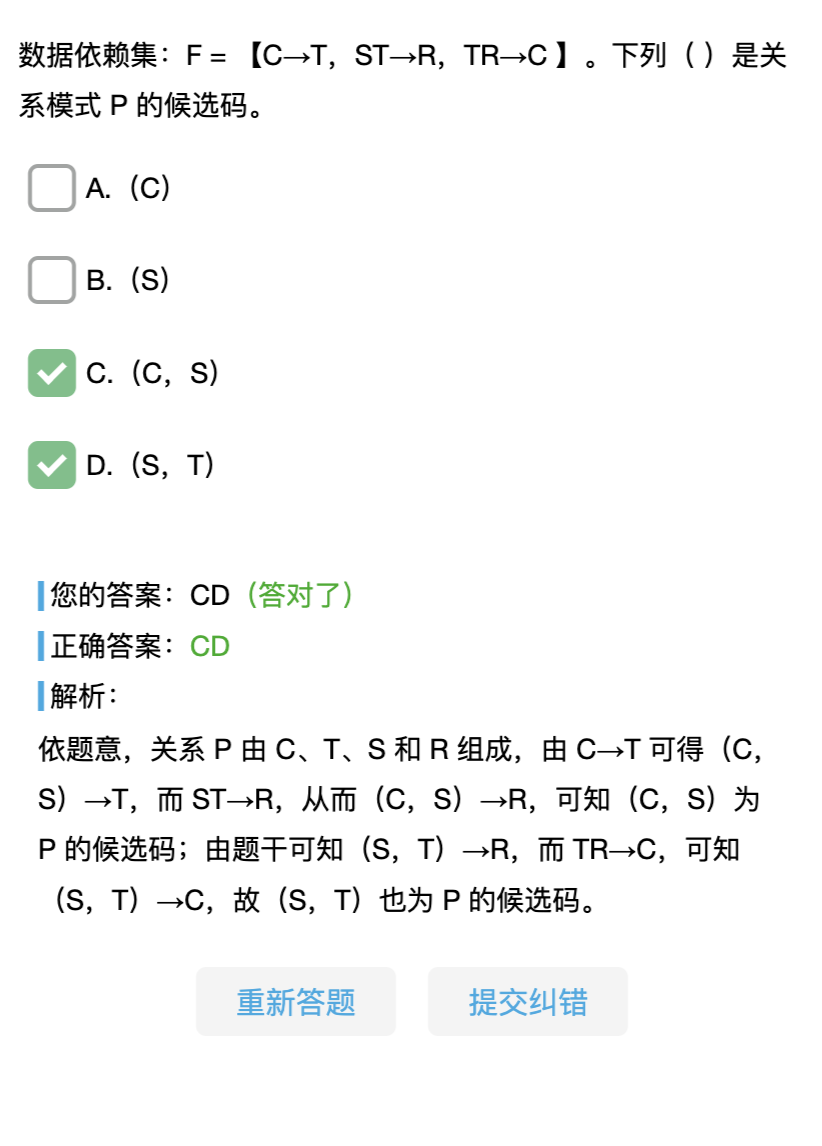 数据依赖集：F = 【C→T，ST→R，TR→C 】。下列（ ）是关
系模式 P 的候选码。
A.（C）
B.（S）
C.（C，S）
D.（S，T）
您的答案：CD（答对了）
正确答案：CD
解析：
依题意，关系 P 由 C、T、S 和 R 组成，由 C→T 可得（C，
S）→T，而 ST→R，从而（C，S）→R，可知（C，S）为
P 的候选码；由题干可知（S，T）→R，而 TR→C，可知
（S，T）→C，故（S，T）也为 P 的候选码。
重新答题 提交纠错